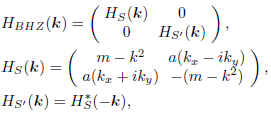 H_{BHZ}(k) = \begin{pmatrix} H_S(k) & 0 \\ 0 & H_{S'}(k) \end{pmatrix},
H_S(k) = \begin{pmatrix} m - k^2 & a(k_x - ik_y) \\ a(k_x + ik_y) & -(m - k^2) \end{pmatrix},
H_{S'}(k) = H_S^*(-k),